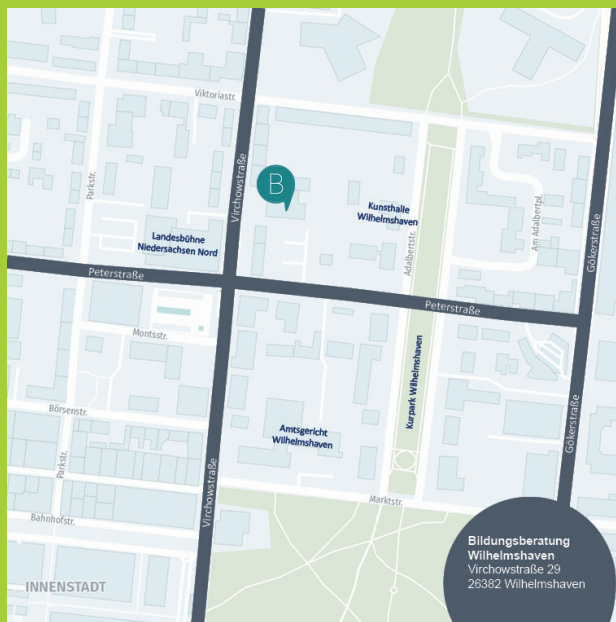 Viktoriastr.
Parkstr.
Virchowstraße
B
Kunsthalle
Wilhelmshaven
Adalbertstr.
Am Adalbertpl.
Gökerstraße
Landesbühne
Niedersachsen Nord
Peterstraße
Peterstraße
Montsstr.
Kurpark Wilhelmshaven
Börsenstr.
Amtsgericht
Wilhelmshaven
Gökerstraße
Parkstr.
Virchowstraße
Marktstr.
Bahnhofstr.
Bildungsberatung
Wilhelmshaven
Virchowstraße 29
26382 Wilhelmshaven
INNENSTADT